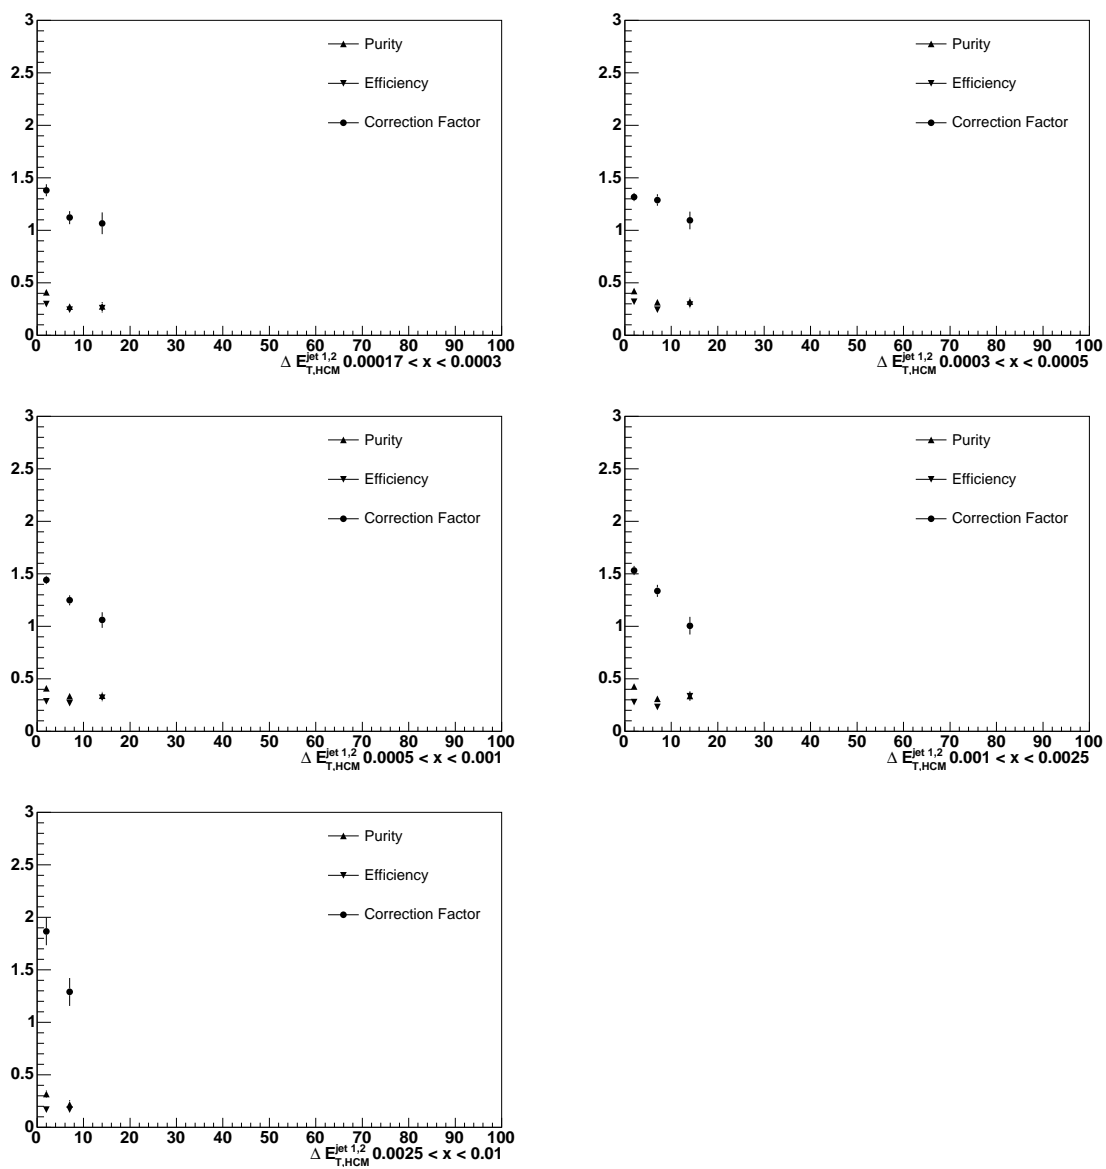 3
2.5
2
1.5
1
0.5
0
0 10 20 30 40 50 60 70 80 90 100
Purity
Efficiency
Correction Factor
Δ E_{T,HCM}^{jet 1,2} 0.00017 < x < 0.0003
3
2.5
2
1.5
1
0.5
0
0 10 20 30 40 50 60 70 80 90 100
Purity
Efficiency
Correction Factor
Δ E_{T,HCM}^{jet 1,2} 0.0003 < x < 0.0005
3
2.5
2
1.5
1
0.5
0
0 10 20 30 40 50 60 70 80 90 100
Purity
Efficiency
Correction Factor
Δ E_{T,HCM}^{jet 1,2} 0.0005 < x < 0.001
3
2.5
2
1.5
1
0.5
0
0 10 20 30 40 50 60 70 80 90 100
Purity
Efficiency
Correction Factor
Δ E_{T,HCM}^{jet 1,2} 0.001 < x < 0.0025
3
2.5
2
1.5
1
0.5
0
0 10 20 30 40 50 60 70 80 90 100
Purity
Efficiency
Correction Factor
Δ E_{T,HCM}^{jet 1,2} 0.0025 < x < 0.01